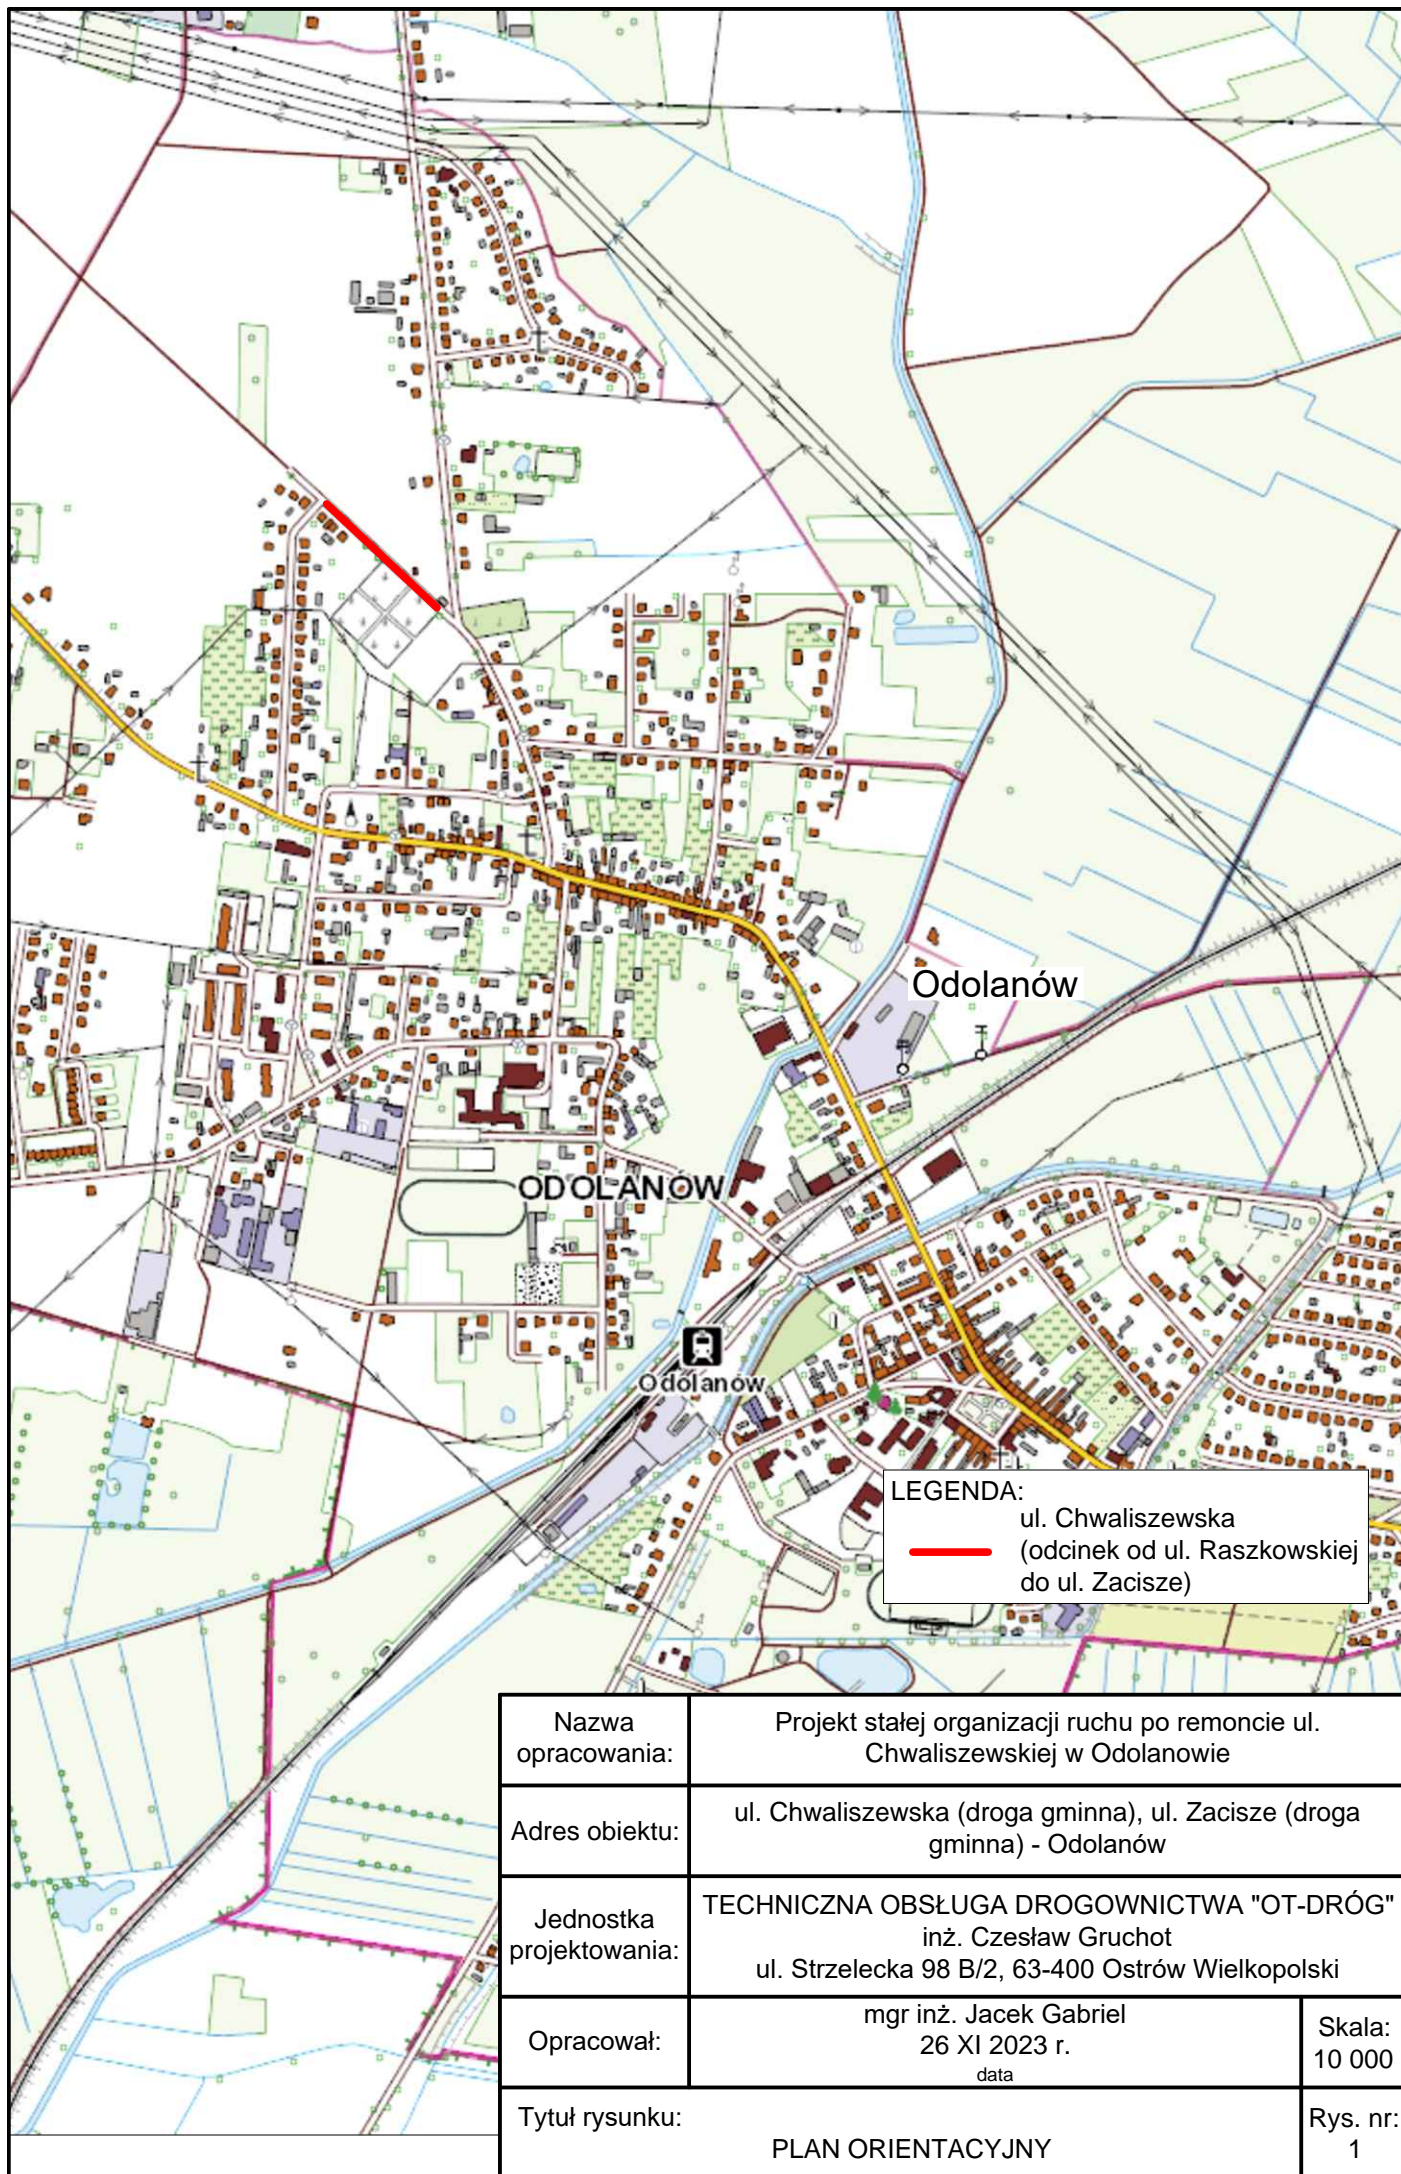 Odolanów
ODOLANÓW
Odolanów
LEGENDA:
ul. Chwaliszewska
(odcinek od ul. Raszkowskiej
do ul. Zacisze)
Nazwa
opracowania:
Projekt stałej organizacji ruchu po remoncie ul.
Chwaliszewskiej w Odolanowie
Adres obiektu:
ul. Chwaliszewska (droga gminna), ul. Zacisze (droga
gminna) - Odolanów
Jednostka
projektowania:
TECHNICZNA OBSŁUGA DROGOWNICTWA "OT-DRÓG"
inż. Czesław Gruchot
ul. Strzelecka 98 B/2, 63-400 Ostrów Wielkopolski
Opracował:
mgr inż. Jacek Gabriel
26 XI 2023 r.
data
Skala:
10 000
Tytuł rysunku:
PLAN ORIENTACYJNY
Rys. nr:
1